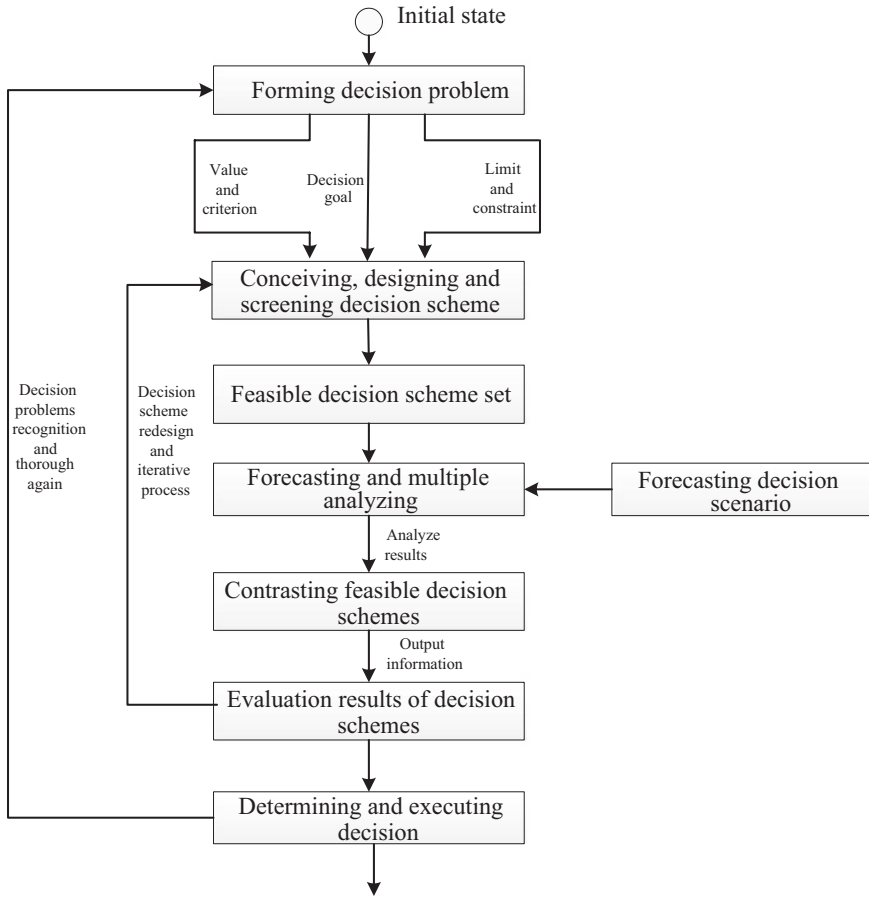 Initial state
Forming decision problem
Value
and
criterion
Decision
goal
Limit
and
constraint
Conceiving, designing and
screening decision scheme
Decision
problems
recognition
and
thorough
again
Decision
scheme
redesign
and
iterative
process
Feasible decision scheme set
Forecasting and multiple
analyzing
Forecasting decision
scenario
Analyze
results
Contrasting feasible decision
schemes
Output
information
Evaluation results of decision
schemes
Determining and executing
decision